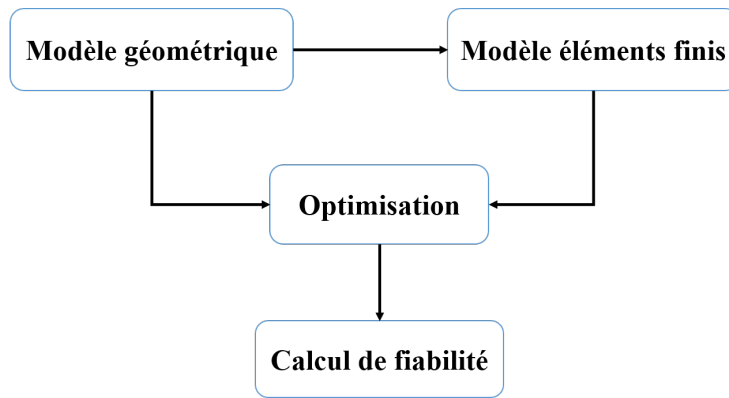 Modèle géométrique
Modèle éléments finis
Optimisation
Calcul de fiabilité